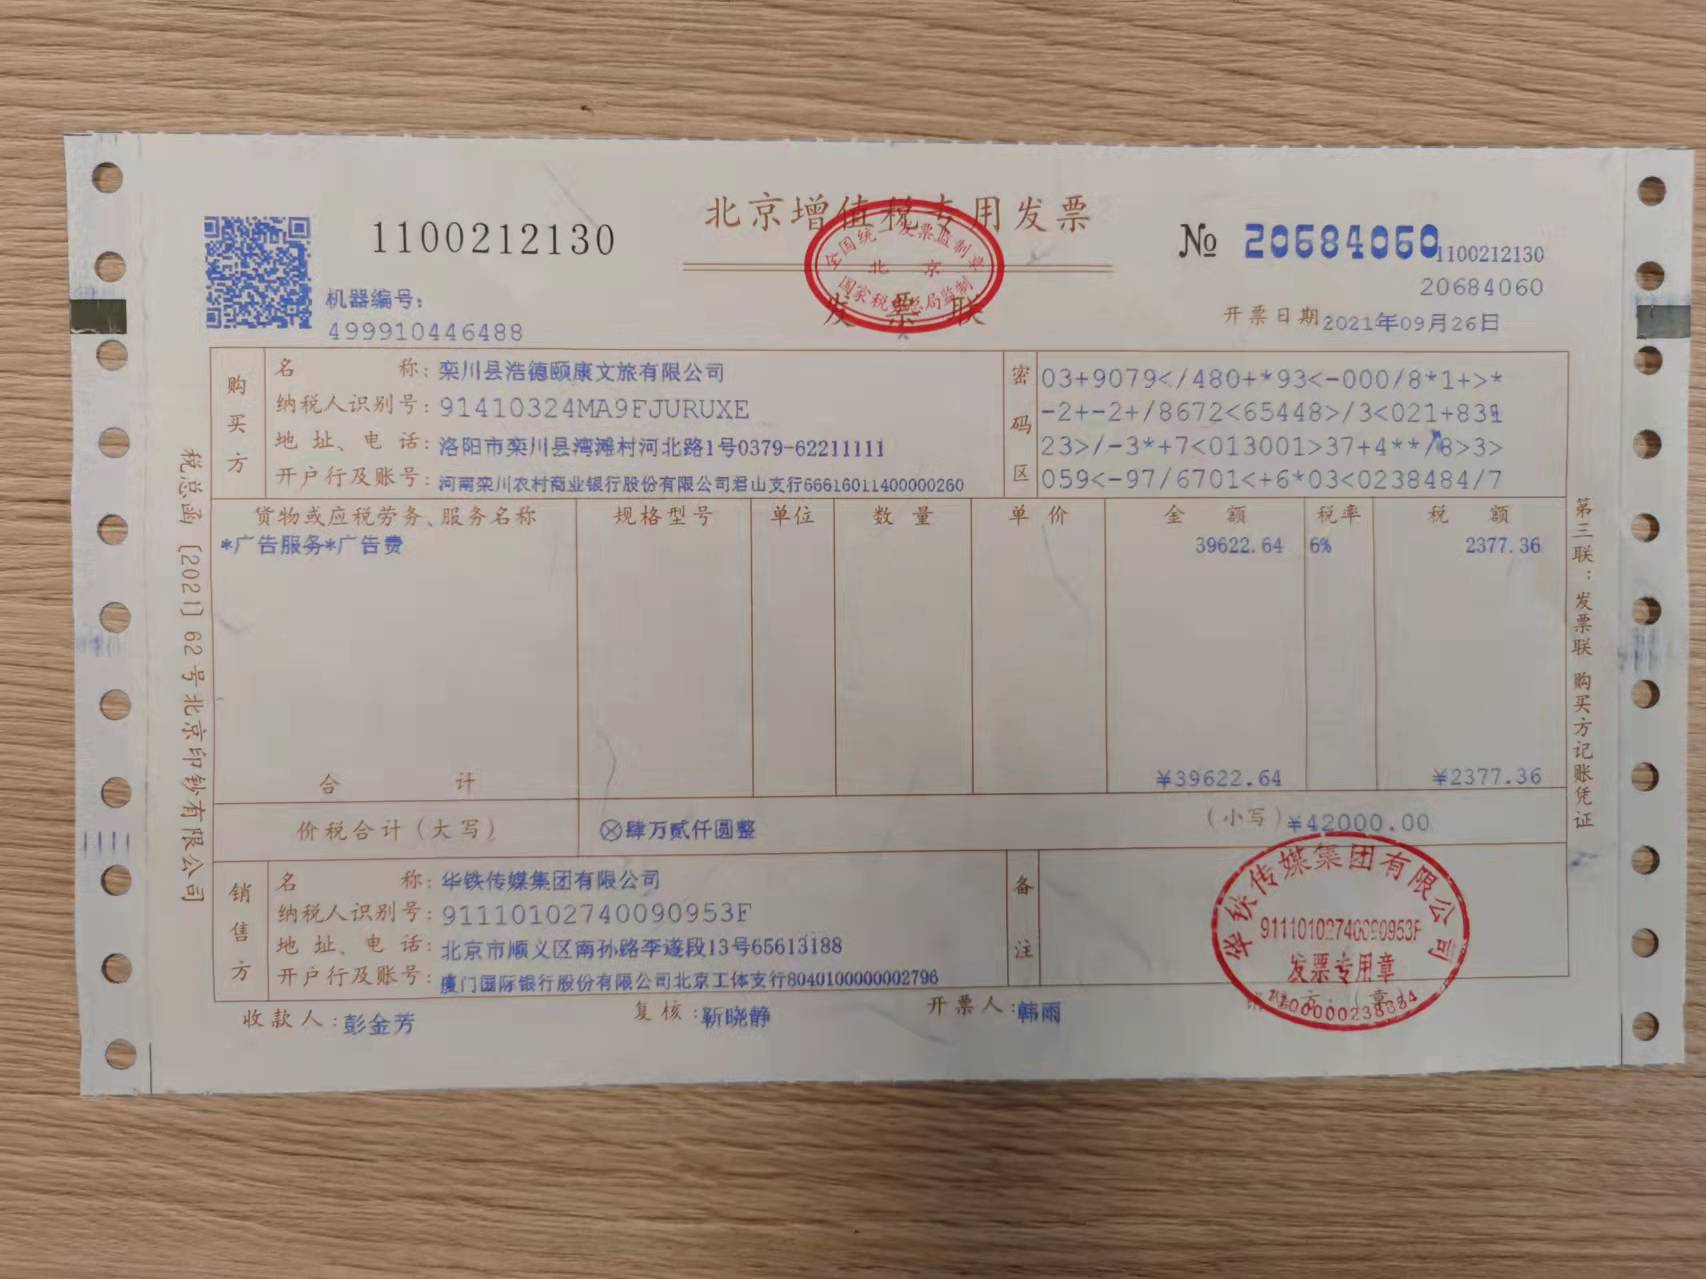 北京增值税专用发票
发票联
1100212130
№ 20684060
1100212130
20684060
机器编号:
499910446488
开票日期 2021年09月26日
全国统一发票监制章
北京
国家税务总局监制
购买方
名称: 栾川县浩德颐康文旅有限公司
纳税人识别号: 91410324MA9FJURUXE
地址、电话: 洛阳市栾川县湾滩村河北路1号0379-62211111
开户行及账号: 河南栾川农村商业银行股份有限公司君山支行66616011400000260
密码区
03+9079</480+*93<-000/8*1+>*
-2+-2+/8672<65448>/3<021+831
23>/-3*+7<013001>37+4**/8>3>
059<-97/6701<+6*03<0238484/7
货物或应税劳务、服务名称 规格型号 单位 数量 单价 金额 税率 税额
*广告服务*广告费 39622.64 6% 2377.36
合计 ¥39622.64 ¥2377.36
价税合计(大写) ⊗肆万贰仟圆整 (小写) ¥42000.00
销售方
名称: 华铁传媒集团有限公司
纳税人识别号: 91110102740090953F
地址、电话: 北京市顺义区南孙路李遂段13号65613188
开户行及账号: 厦门国际银行股份有限公司北京工体支行8040100000002796
备注
华铁传媒集团有限公司
91110102740090953F
发票专用章
收款人: 彭金芳 复核: 靳晓静 开票人: 韩雨
税总函〔2021〕62号北京印钞有限公司
第三联:发票联 购买方记账凭证